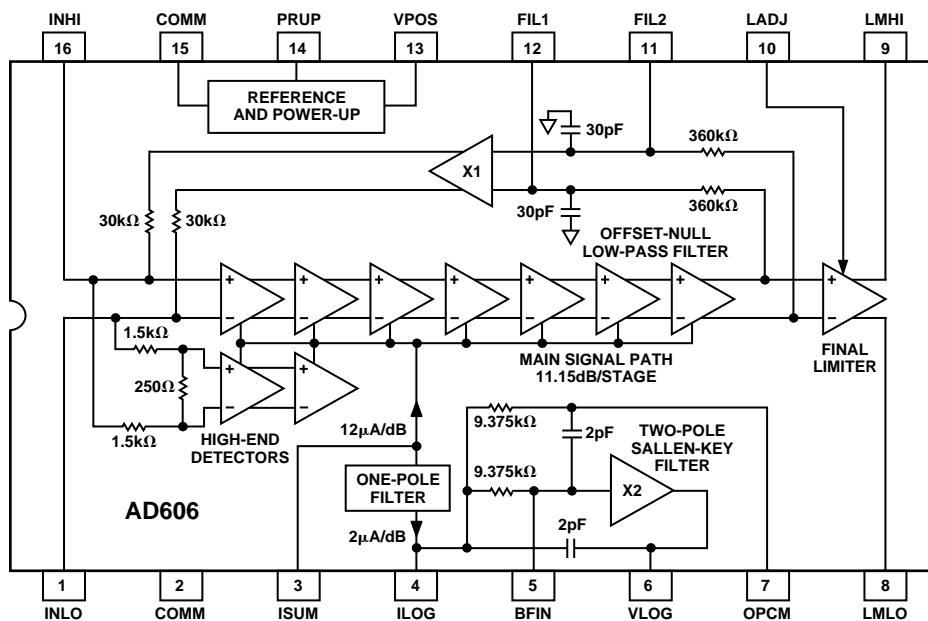 INHI COMM PRUP VPOS FIL1 FIL2 LADJ LMHI
16 15 14 13 12 11 10 9
REFERENCE
AND POWER-UP
30pF
360kΩ
X1
30kΩ
30kΩ
30pF
360kΩ
OFFSET-NULL
LOW-PASS FILTER
+ + + + + + + +
– – – – – – – –
1.5kΩ
250Ω
1.5kΩ
+ +
– –
HIGH-END
DETECTORS
MAIN SIGNAL PATH
11.15dB/STAGE
FINAL
LIMITER
12µA/dB
ONE-POLE
FILTER
2µA/dB
9.375kΩ
9.375kΩ
2pF
TWO-POLE
SALLEN-KEY
FILTER
X2
2pF
AD606
1 2 3 4 5 6 7 8
INLO COMM ISUM ILOG BFIN VLOG OPCM LMLO